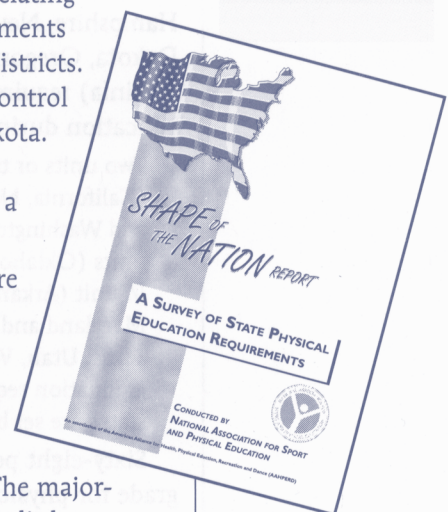 elating
ments
istricts.
ontrol
kota.
a
re
The major-
SHAPE OF
THE NATION REPORT
A SURVEY OF STATE PHYSICAL
EDUCATION REQUIREMENTS
CONDUCTED BY
NATIONAL ASSOCIATION FOR SPORT
AND PHYSICAL EDUCATION
An association of the American Alliance for Health, Physical Education, Recreation and Dance (AAHPERD)